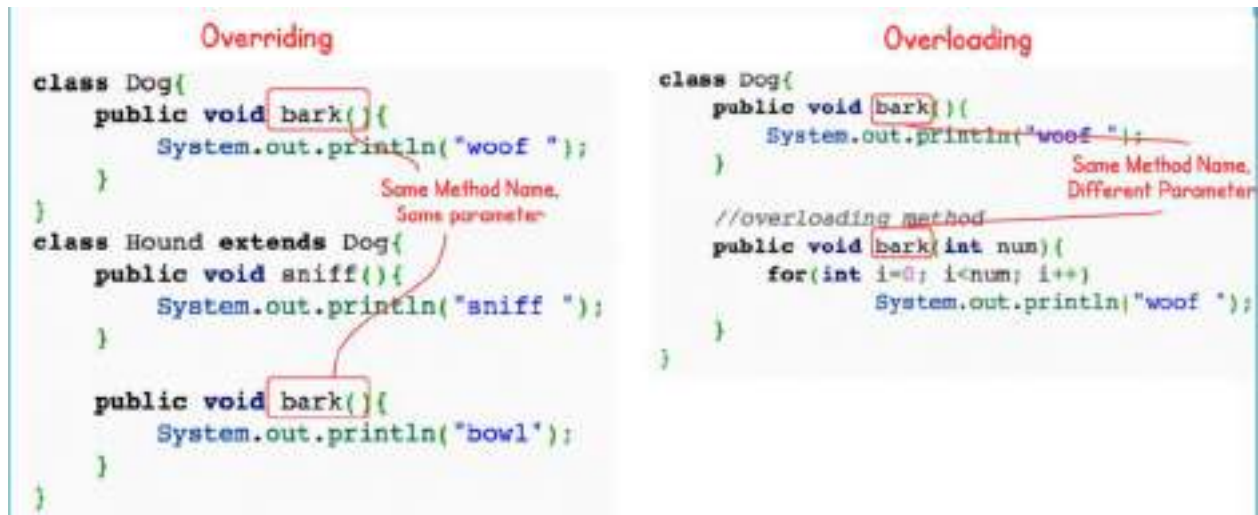 Overriding
class Dog{
public void bark(){
System.out.println("woof ");
}
}
class Hound extends Dog{
public void sniff(){
System.out.println("sniff ");
}
public void bark(){
System.out.println("bowl");
}
}
Same Method Name,
Same parameter
Overloading
class Dog{
public void bark(){
System.out.println("woof ");
}
//overloading method
public void bark(int num){
for(int i=0; i<num; i++)
System.out.println("woof ");
}
}
Same Method Name,
Different Parameter